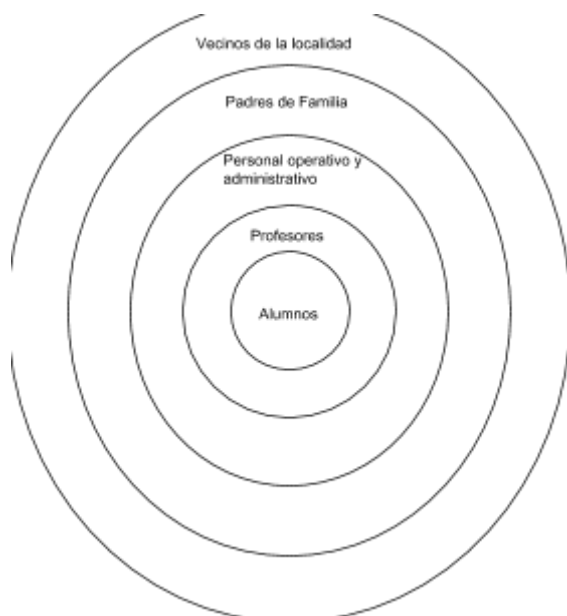 Vecinos de la localidad
Padres de Familia
Personal operativo y
administrativo
Profesores
Alumnos